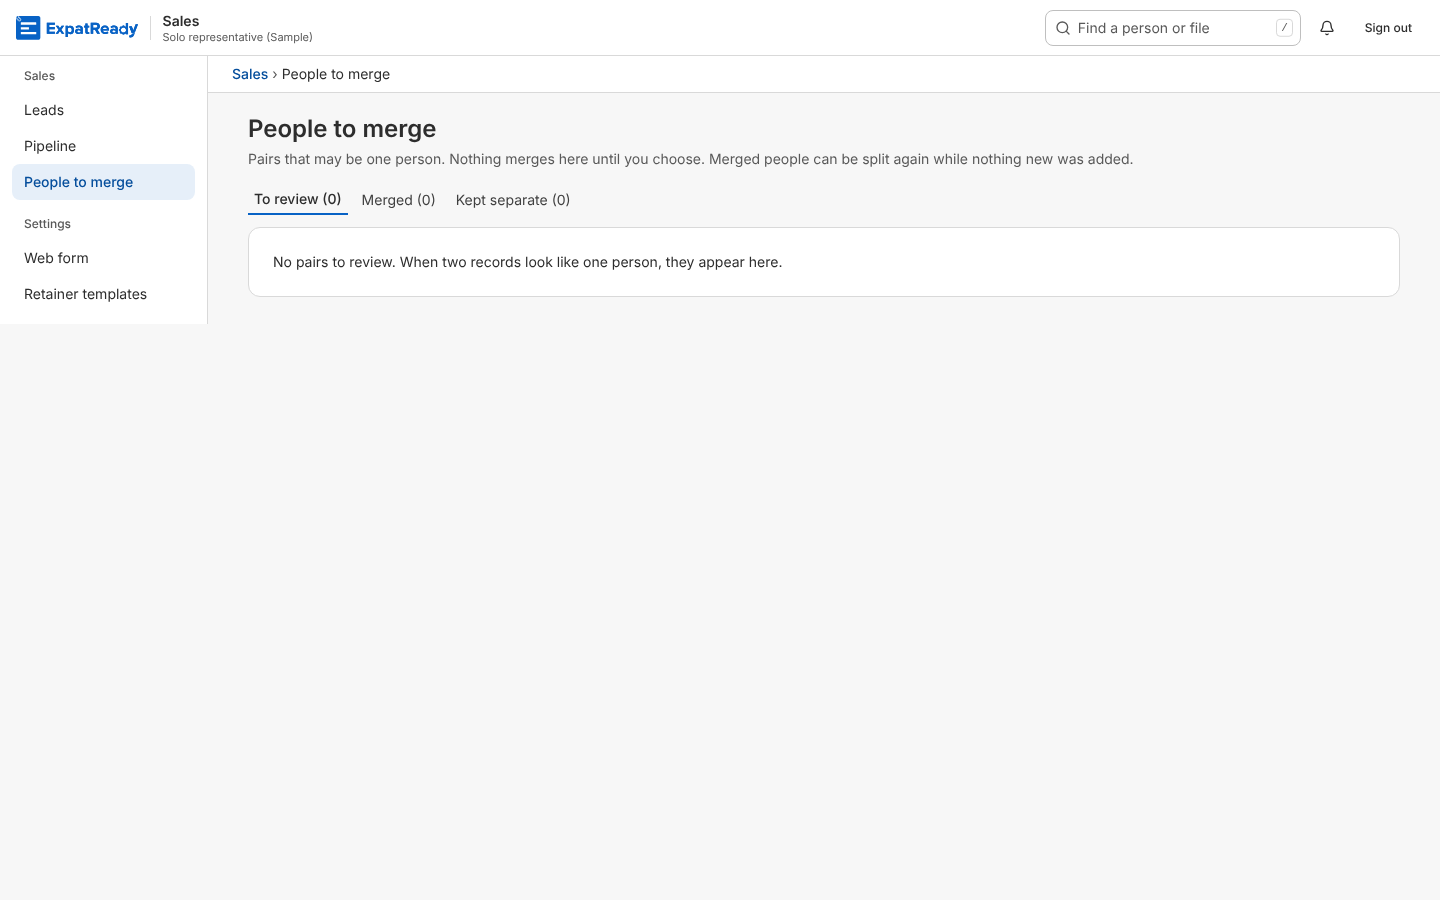 ExpatReady
Sales
Solo representative (Sample)
Find a person or file
/
Sign out
Sales
Leads
Pipeline
People to merge
Settings
Web form
Retainer templates
Sales › People to merge
People to merge
Pairs that may be one person. Nothing merges here until you choose. Merged people can be split again while nothing new was added.
To review (0) Merged (0) Kept separate (0)
No pairs to review. When two records look like one person, they appear here.